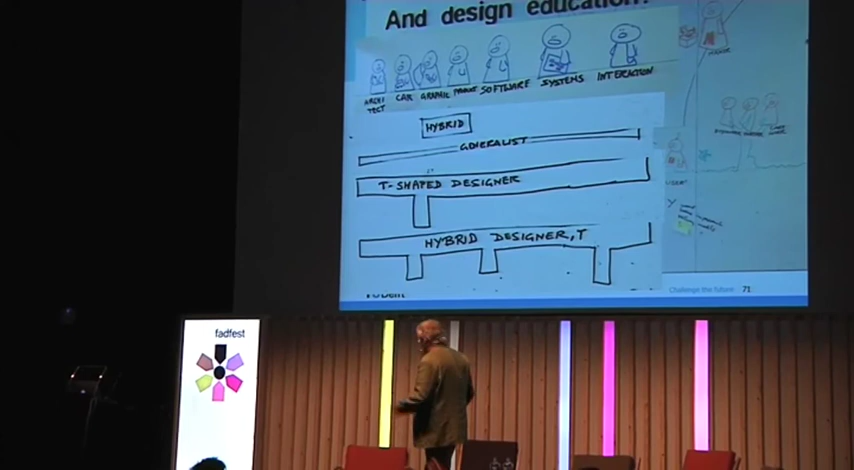 And design education?
ARCHI
TECT
CAR
GRAPHIC
PRODUCT
SOFTWARE
SYSTEMS
INTERACTION
HYBRID
GENERALIST
T-SHAPED DESIGNER
HYBRID DESIGNER, T
Challenge the future 71
fadfest